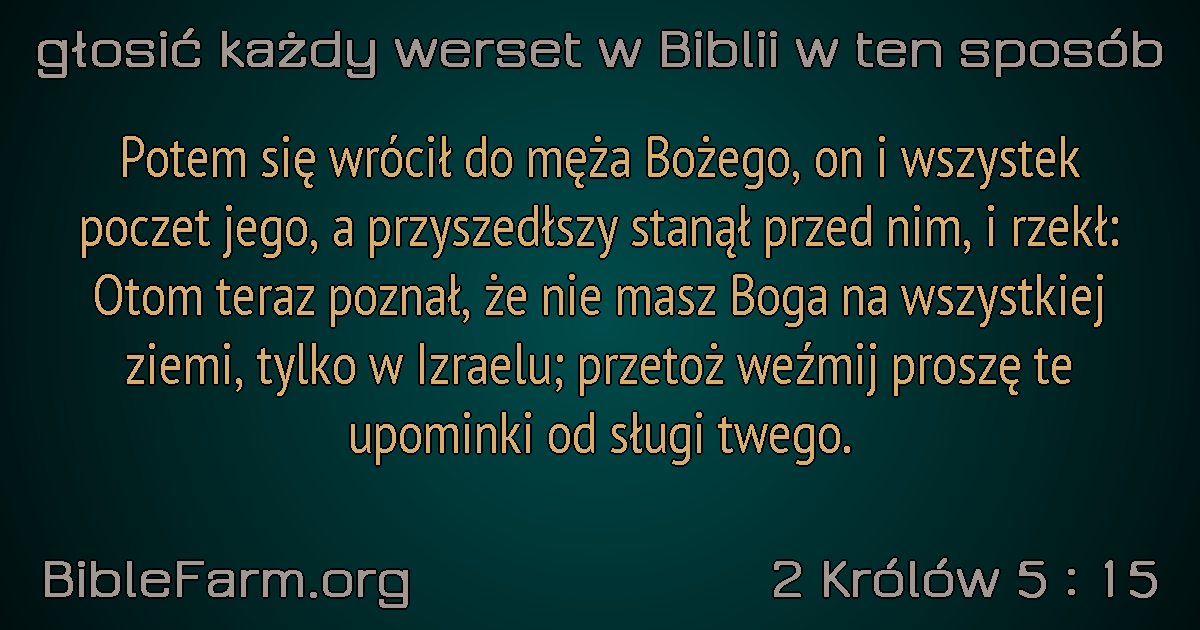 głosić każdy werset w Biblii w ten sposób
Potem się wrócił do męża Bożego, on i wszystek
poczet jego, a przyszedłszy stanął przed nim, i rzekł:
Otom teraz poznał, że nie masz Boga na wszystkiej
ziemi, tylko w Izraelu; przetoż weźmij proszę te
upominki od sługi twego.
BibleFarm.org
2 Królów 5 : 15